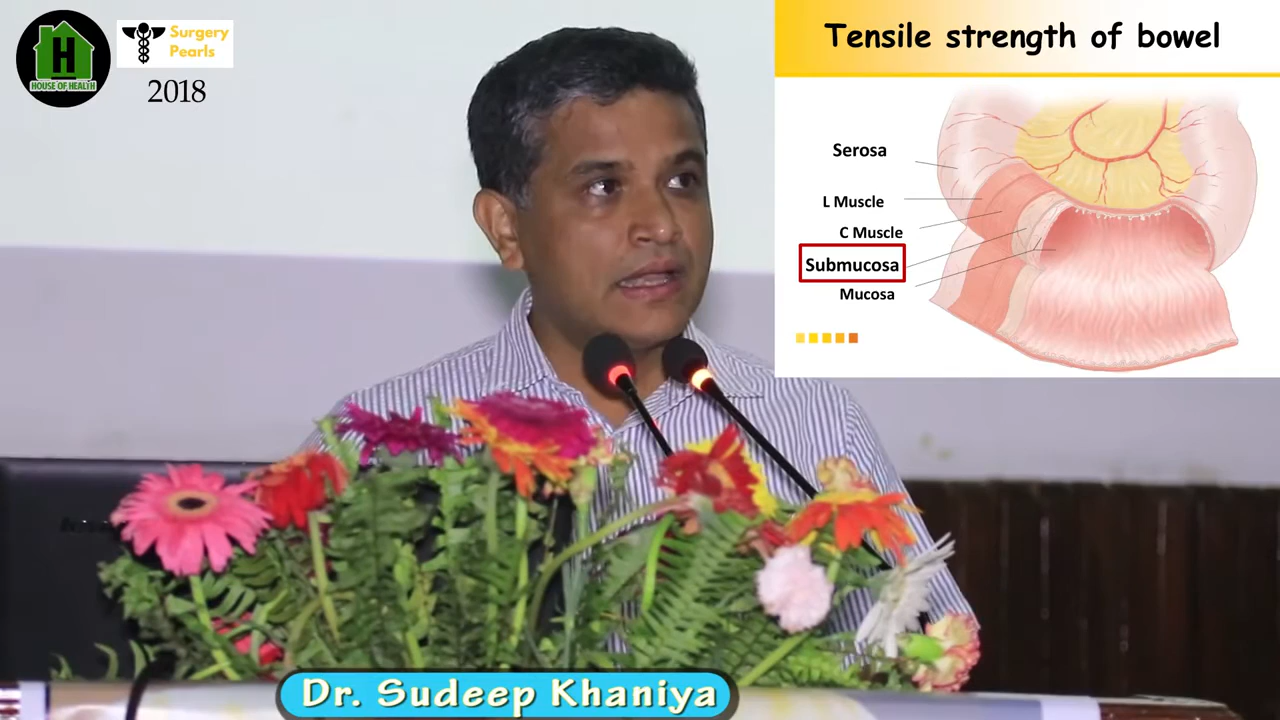 H
HOUSE OF HEALTH
Surgery
Pearls
2018
Tensile strength of bowel
Serosa
L Muscle
C Muscle
Submucosa
Mucosa
Dr. Sudeep Khaniya